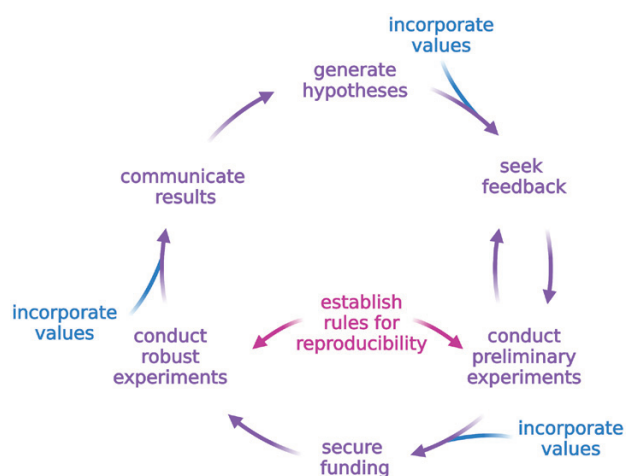 incorporate
values
generate
hypotheses
seek
feedback
communicate
results
establish
rules for
reproducibility
incorporate
values
conduct
robust
experiments
conduct
preliminary
experiments
secure
funding
incorporate
values